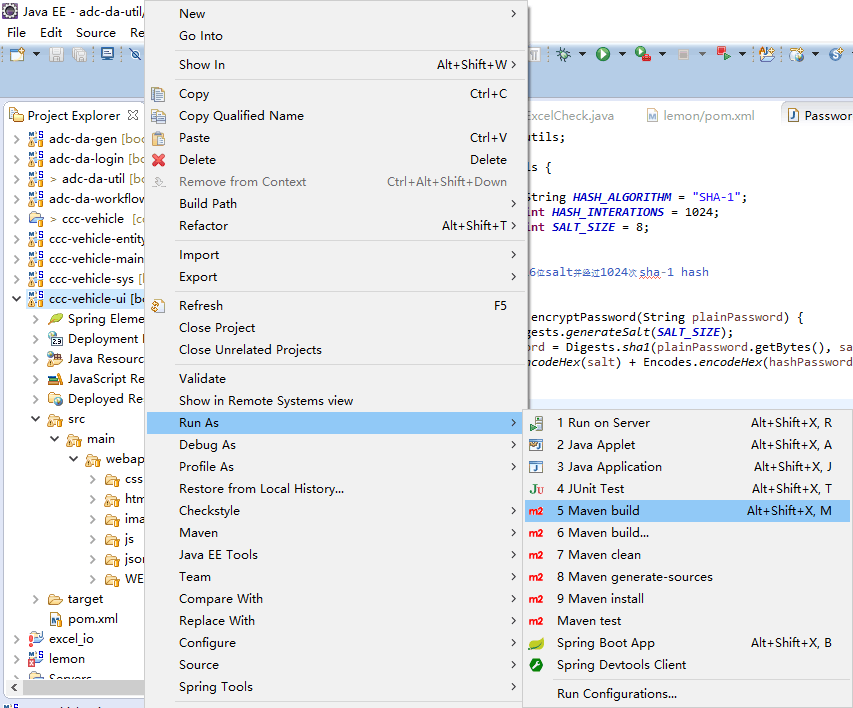 Java EE - adc-da-util/
File Edit Source Re
Project Explorer
adc-da-gen [boo
adc-da-login [bo
> adc-da-util [b
adc-da-workflow
> ccc-vehicle [c
ccc-vehicle-entity
ccc-vehicle-main
ccc-vehicle-sys [
ccc-vehicle-ui [bo
Spring Eleme
Deployment
Java Resourc
JavaScript Re
Deployed Re
src
main
webap
css
htm
ima
js
json
WE
target
pom.xml
excel_io
lemon
Servers
New
Go Into
Show In Alt+Shift+W
Copy Ctrl+C
Copy Qualified Name
Paste Ctrl+V
Delete Delete
Remove from Context Ctrl+Alt+Shift+Down
Build Path
Refactor Alt+Shift+T
Import
Export
Refresh F5
Close Project
Close Unrelated Projects
Validate
Show in Remote Systems view
Run As
Debug As
Profile As
Restore from Local History...
Checkstyle
Maven
Java EE Tools
Team
Compare With
Replace With
Configure
Source
Spring Tools
ExcelCheck.java lemon/pom.xml Passwor
utils;
ls {
String HASH_ALGORITHM = "SHA-1";
int HASH_INTERATIONS = 1024;
int SALT_SIZE = 8;
6位salt并经过1024次 sha-1 hash
encryptPassword(String plainPassword) {
gests.generateSalt(SALT_SIZE);
ord = Digests.sha1(plainPassword.getBytes(), sa
ncodeHex(salt) + Encodes.encodeHex(hashPassword
1 Run on Server Alt+Shift+X, R
2 Java Applet Alt+Shift+X, A
3 Java Application Alt+Shift+X, J
4 JUnit Test Alt+Shift+X, T
5 Maven build Alt+Shift+X, M
6 Maven build...
7 Maven clean
8 Maven generate-sources
9 Maven install
Maven test
Spring Boot App Alt+Shift+X, B
Spring Devtools Client
Run Configurations...